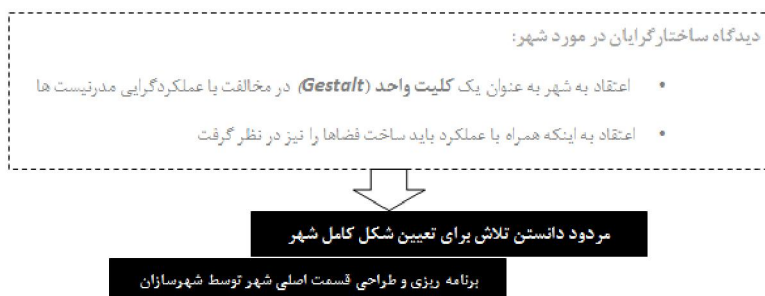 دیدگاه ساختارگرایان در مورد شهر:
• اعتقاد به شهر به عنوان یک کلیت واحد (Gestalt) در مخالفت با عملکردگرایی مدرنیست ها
• اعتقاد به اینکه همراه با عملکرد باید ساخت فضاها را نیز در نظر گرفت
مردود دانستن تلاش برای تعیین شکل کامل شهر
برنامه ریزی و طراحی قسمت اصلی شهر توسط شهرسازان